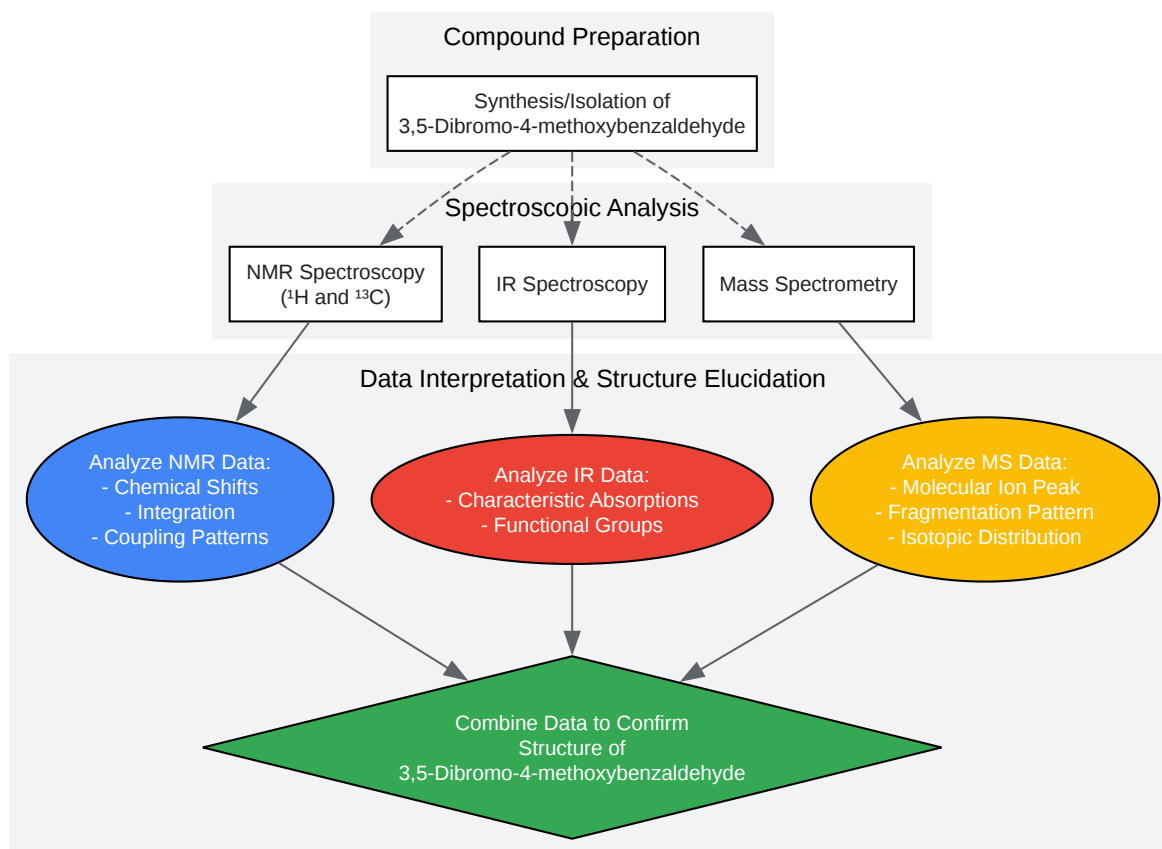 Compound Preparation
Synthesis/Isolation of
3,5-Dibromo-4-methoxybenzaldehyde
Spectroscopic Analysis
NMR Spectroscopy
(¹H and ¹³C)
IR Spectroscopy
Mass Spectrometry
Data Interpretation & Structure Elucidation
Analyze NMR Data:
- Chemical Shifts
- Integration
- Coupling Patterns
Analyze IR Data:
- Characteristic Absorptions
- Functional Groups
Analyze MS Data:
- Molecular Ion Peak
- Fragmentation Pattern
- Isotopic Distribution
Combine Data to Confirm
Structure of
3,5-Dibromo-4-methoxybenzaldehyde